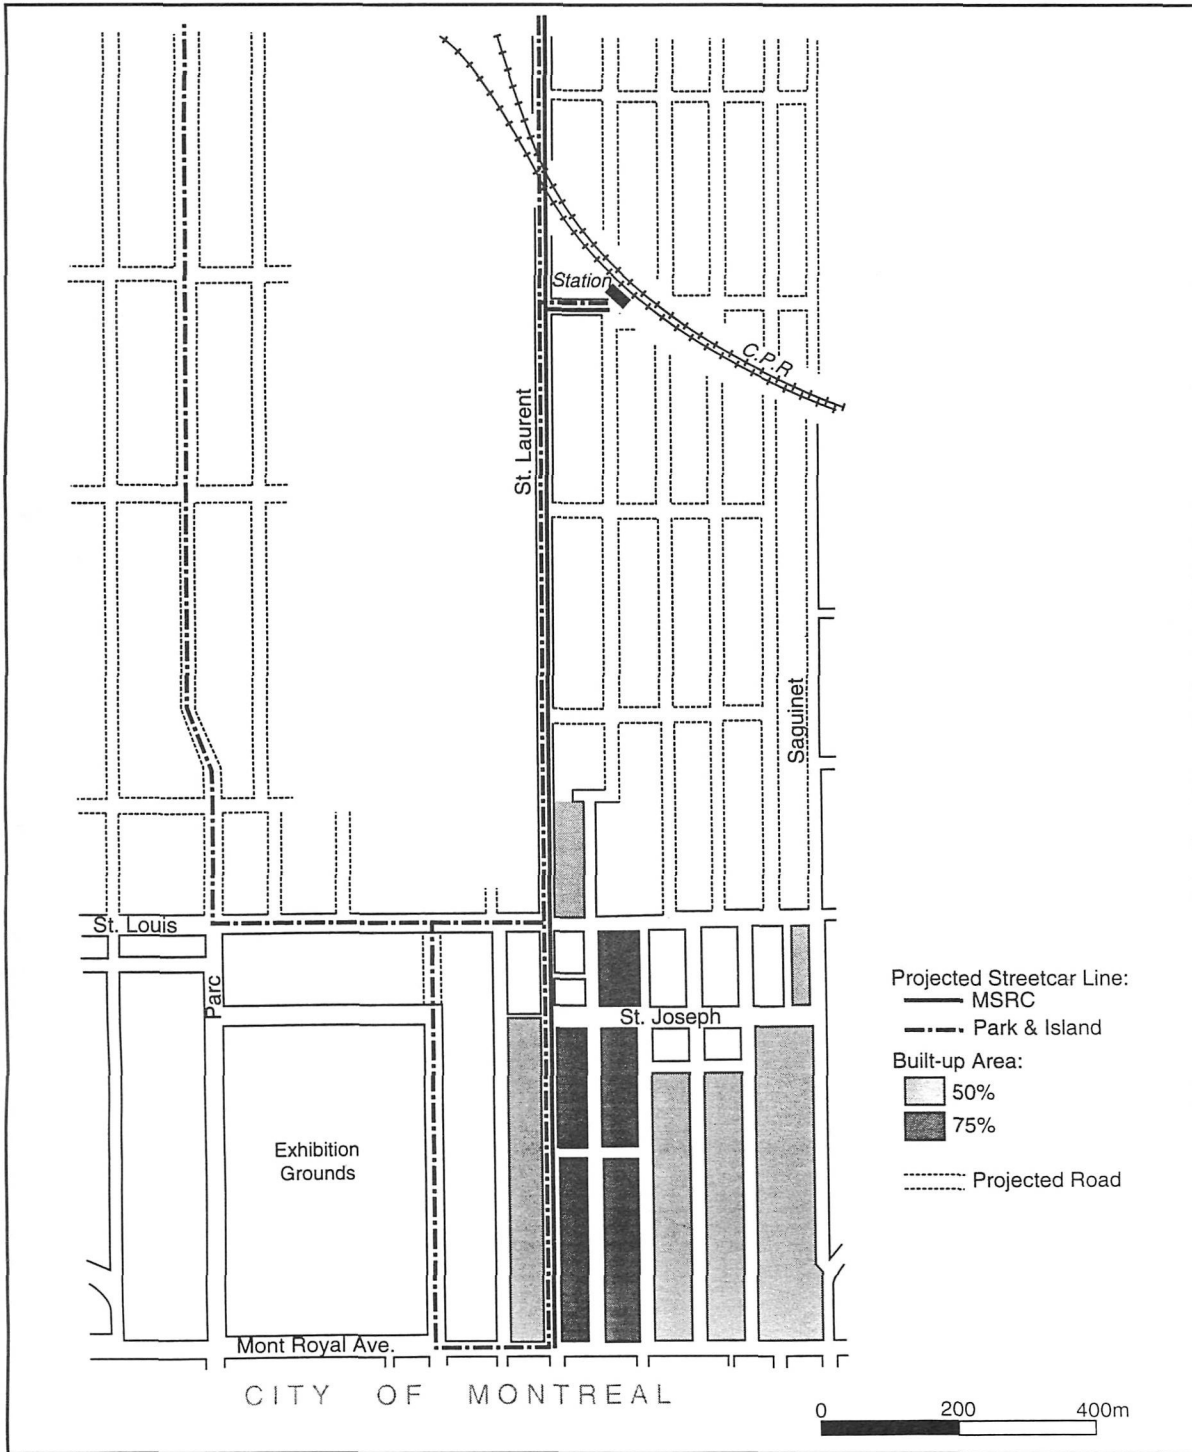 Station
C.P.R
St. Laurent
Saguinet
St. Louis
Parc
St. Joseph
Exhibition
Grounds
Mont Royal Ave.
CITY OF MONTREAL
Projected Streetcar Line:
MSRC
Park & Island
Built-up Area:
50%
75%
Projected Road
0 200 400m